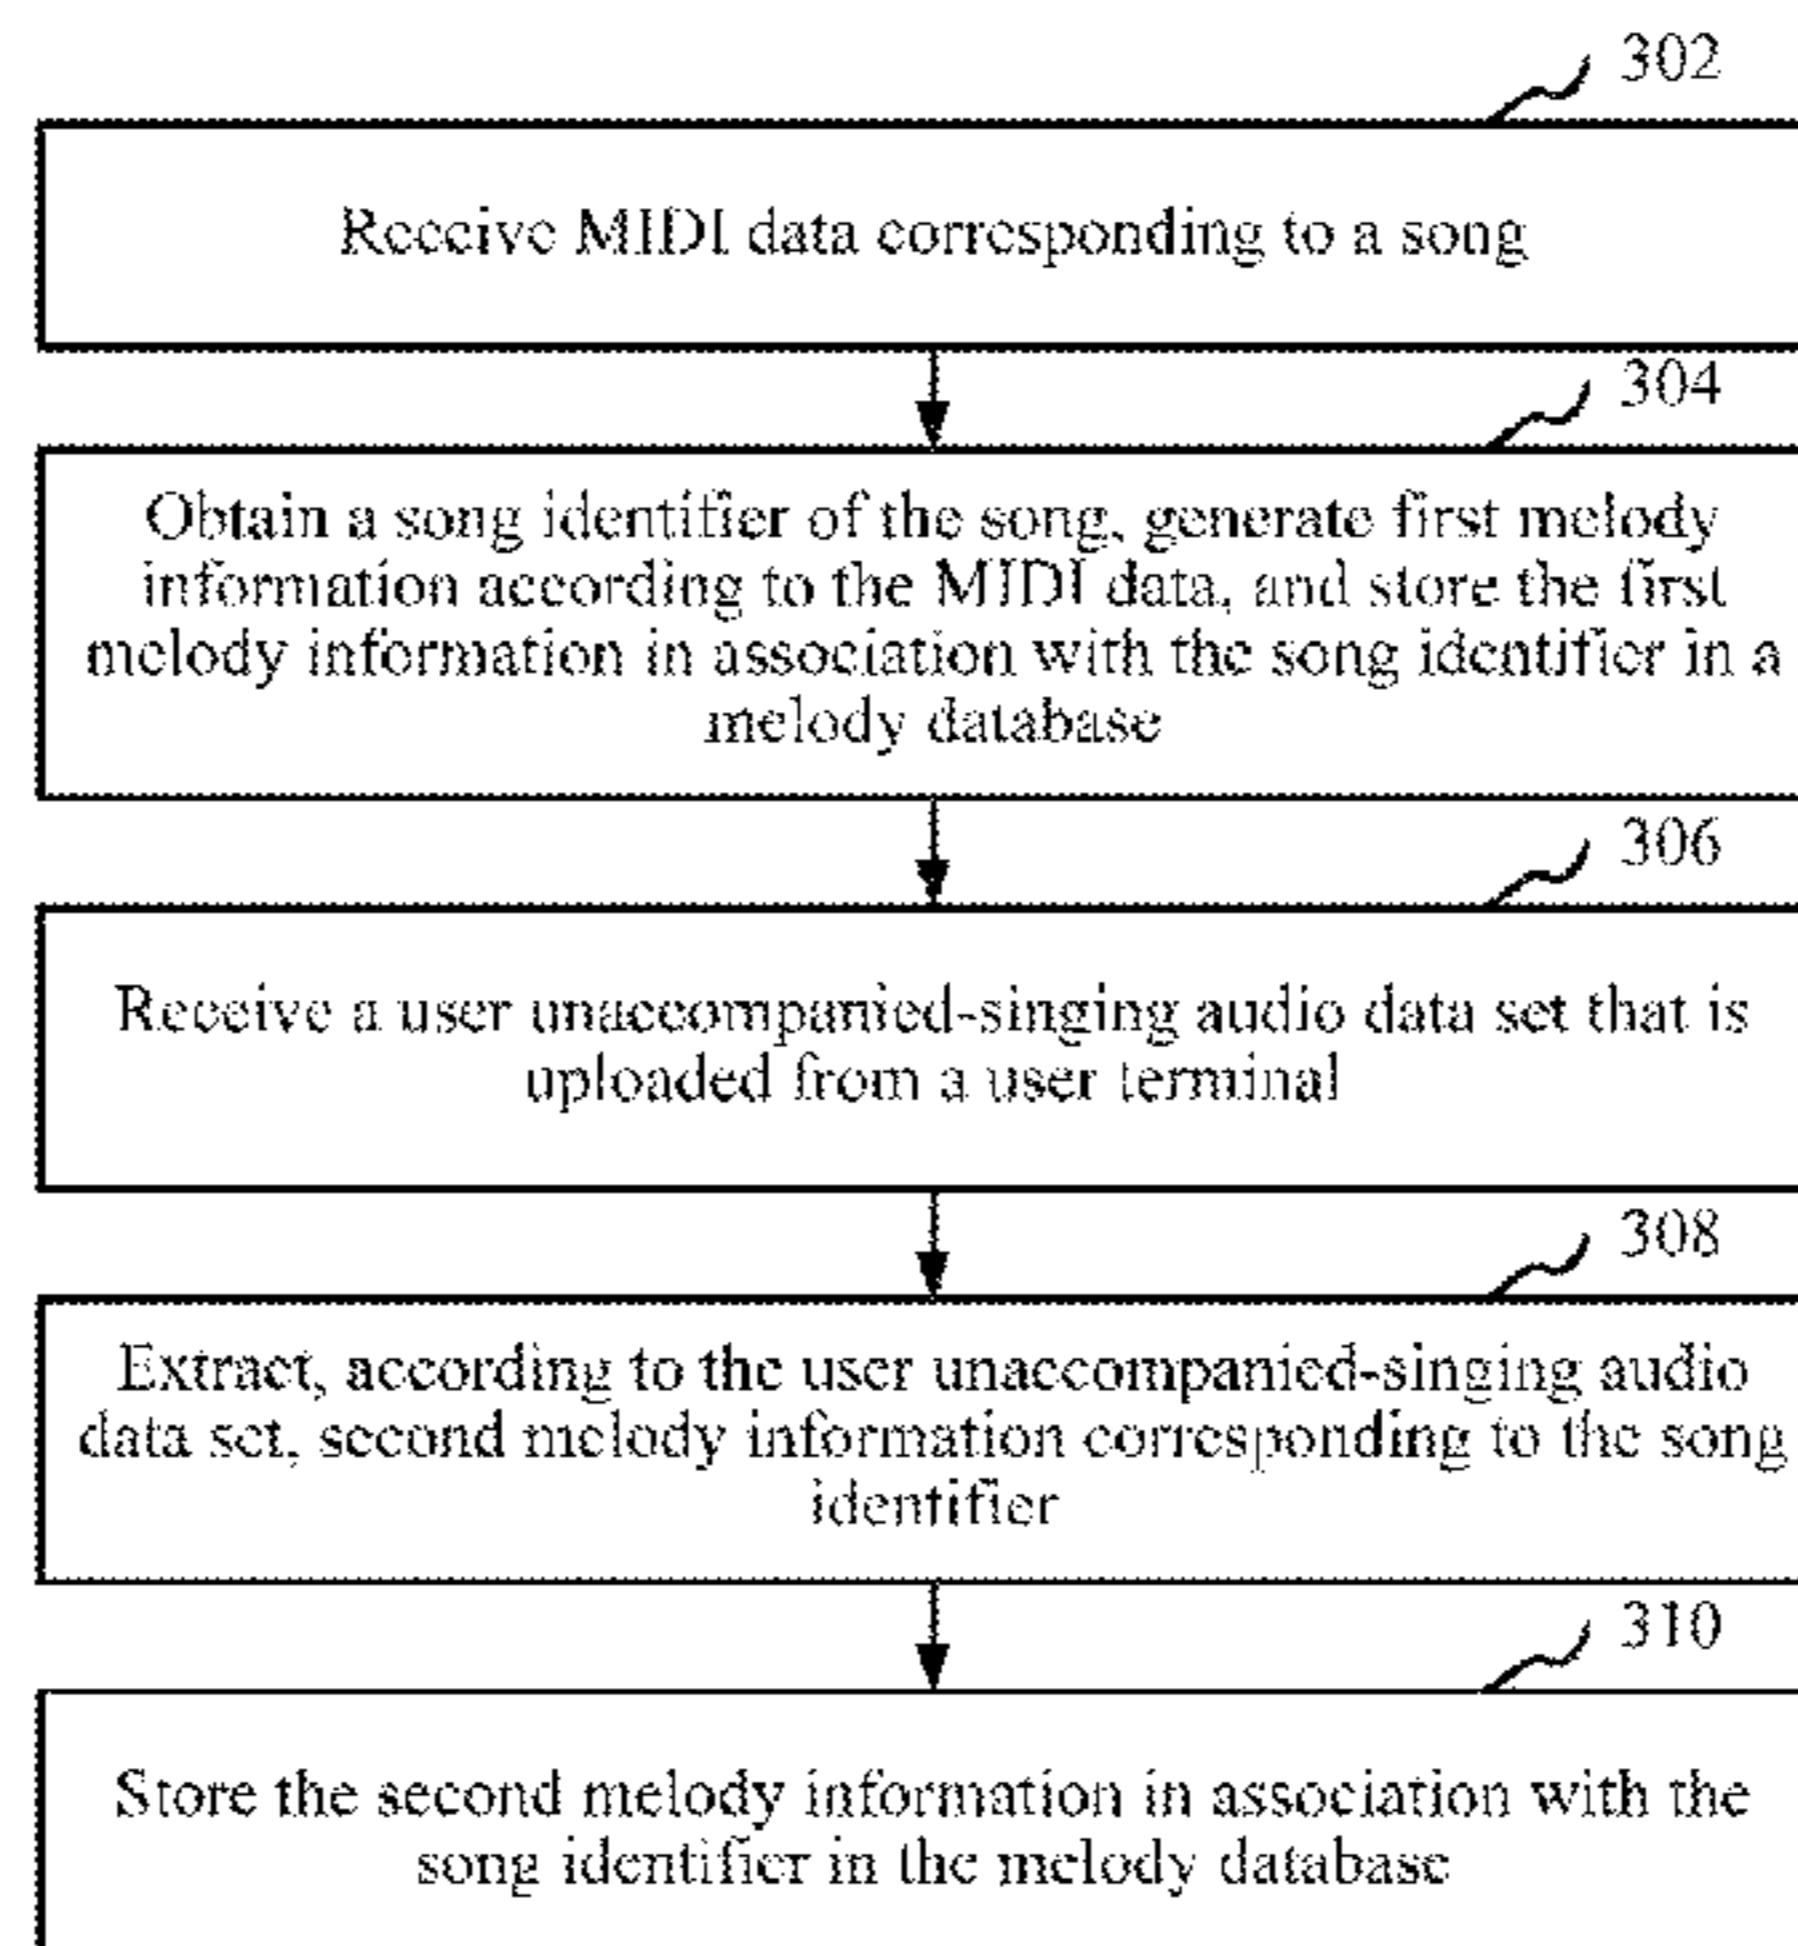 302
Receive MIDI data corresponding to a song
304
Obtain a song identifier of the song, generate first melody
information according to the MIDI data, and store the first
melody information in association with the song identifier in a
melody database
306
Receive a user unaccompanied-singing audio data set that is
uploaded from a user terminal
308
Extract, according to the user unaccompanied-singing audio
data set, second melody information corresponding to the song
identifier
310
Store the second melody information in association with the
song identifier in the melody database